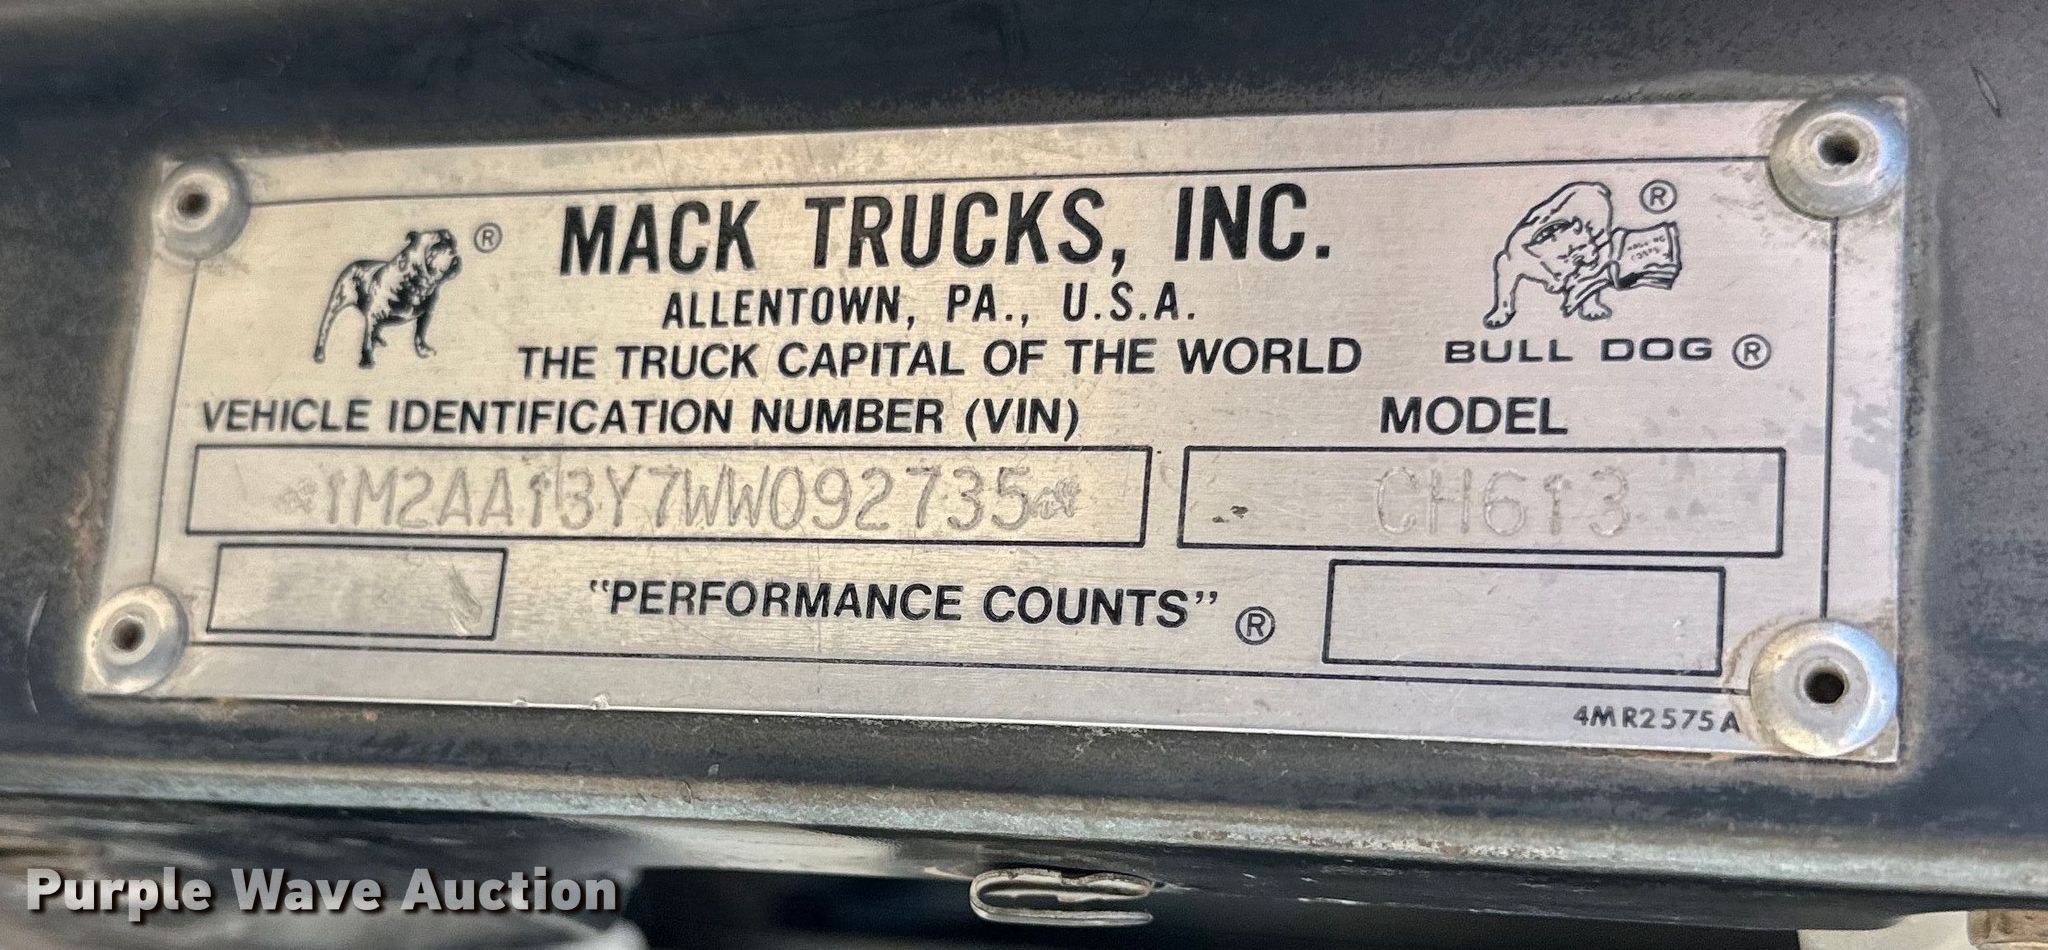 MACK TRUCKS, INC.
ALLENTOWN, PA., U.S.A.
THE TRUCK CAPITAL OF THE WORLD
BULL DOG ®
VEHICLE IDENTIFICATION NUMBER (VIN)
MODEL
1M2AA13Y7WW092735
CH613
"PERFORMANCE COUNTS" ®
4MR2575A
Purple Wave Auction